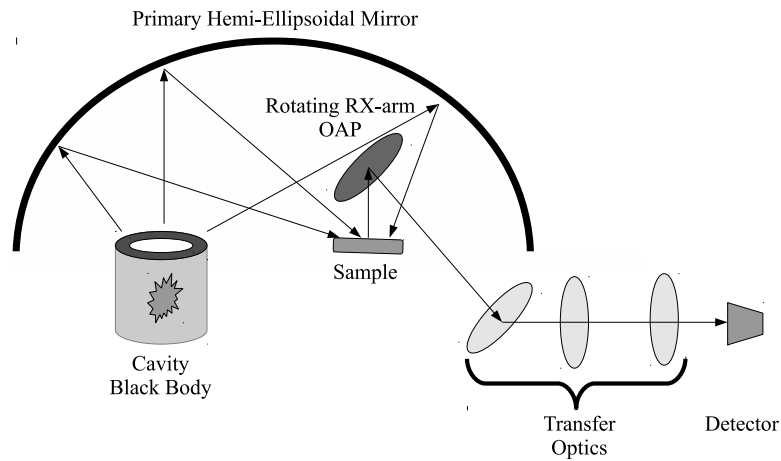 Primary Hemi-Ellipsoidal Mirror
Rotating RX-arm
OAP
Sample
Cavity
Black Body
Transfer
Optics
Detector